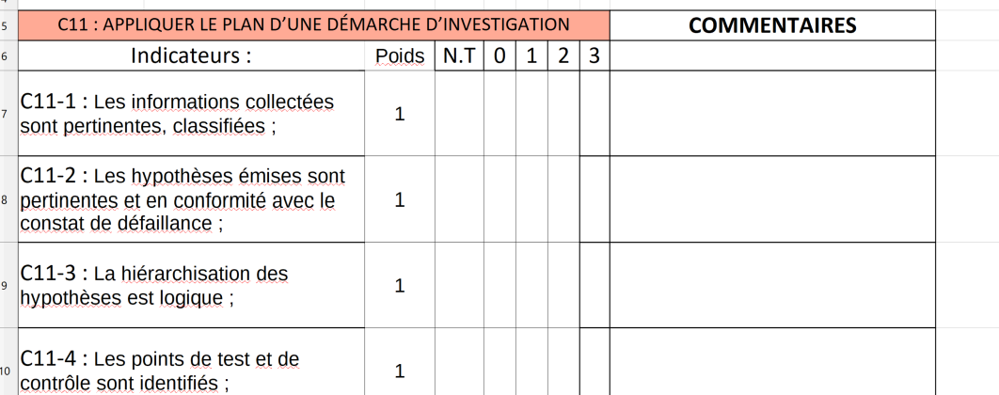 5 C11 : APPLIQUER LE PLAN D’UNE DÉMARCHE D’INVESTIGATION COMMENTAIRES
6 Indicateurs : Poids N.T 0 1 2 3
C11-1 : Les informations collectées
7 1
sont pertinentes, classifiées ;
C11-2 : Les hypothèses émises sont
8 pertinentes et en conformité avec le 1
constat de défaillance ;
C11-3 : La hiérarchisation des
9 1
hypothèses est logique ;
C11-4 : Les points de test et de
10 1
contrôle sont identifiés ;